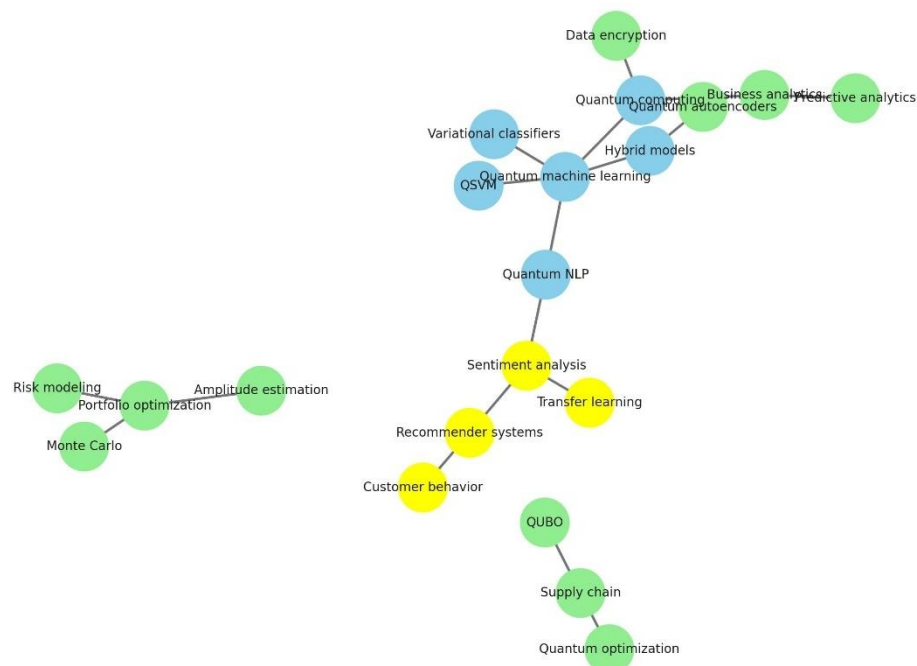 Data encryption
Quantum computing
Quantum autoencoders
Business analytics
Predictive analytics
Variational classifiers
Hybrid models
QSVM
Quantum machine learning
Quantum NLP
Sentiment analysis
Transfer learning
Risk modeling
Portfolio optimization
Amplitude estimation
Monte Carlo
Recommender systems
Customer behavior
QUBO
Supply chain
Quantum optimization